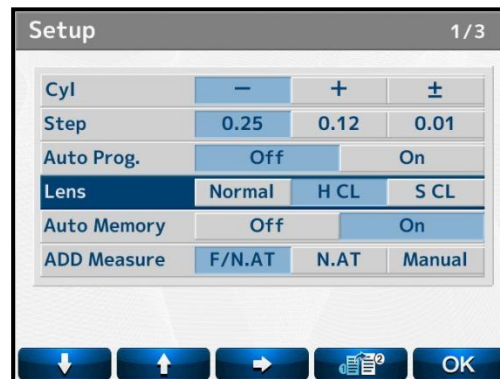 Setup 1/3
Cyl − + ±
Step 0.25 0.12 0.01
Auto Prog. Off On
Lens Normal H CL S CL
Auto Memory Off On
ADD Measure F/N.AT N.AT Manual
2 OK